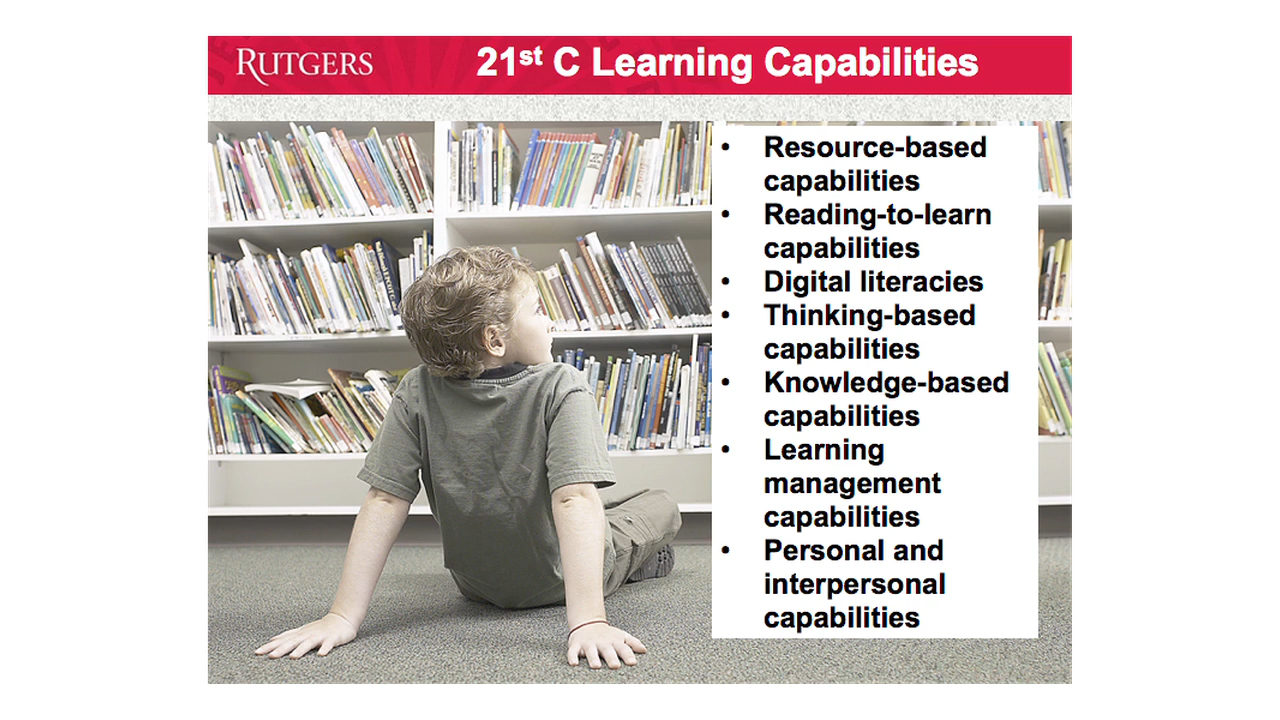 RUTGERS
21st C Learning Capabilities
• Resource-based
capabilities
• Reading-to-learn
capabilities
• Digital literacies
• Thinking-based
capabilities
• Knowledge-based
capabilities
• Learning
management
capabilities
• Personal and
interpersonal
capabilities